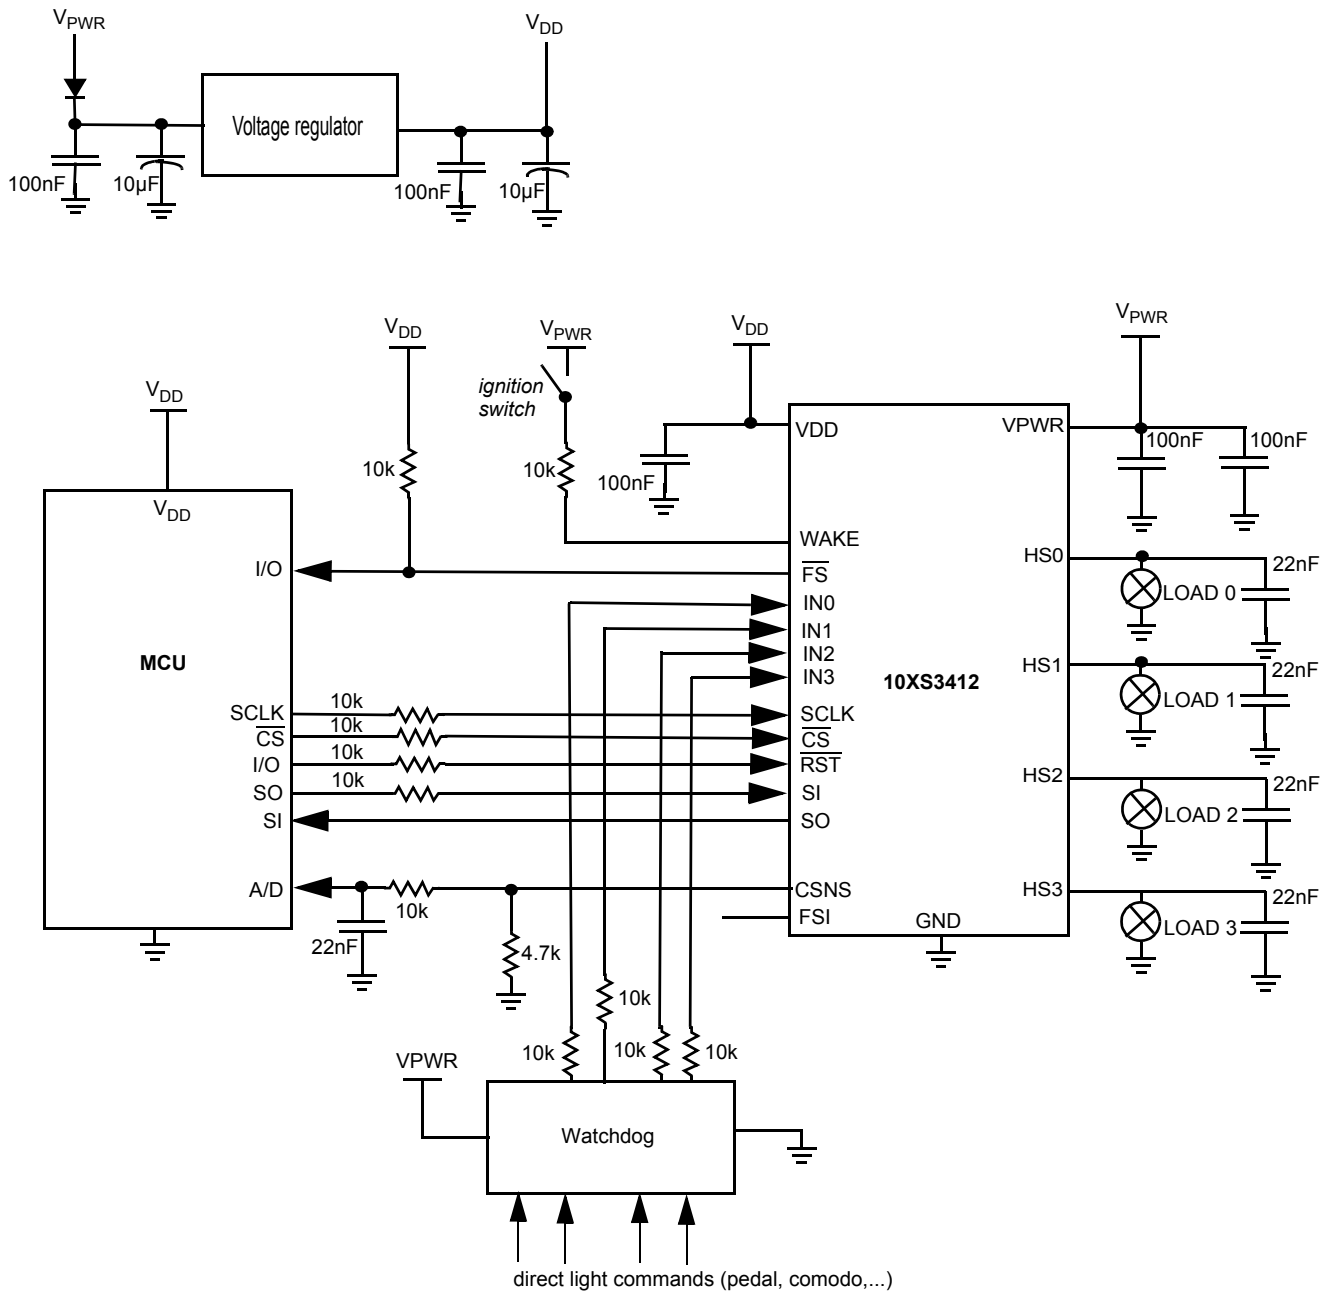 VPWR
VDD
Voltage regulator
100nF
10µF
100nF
10µF
VDD
VPWR
VDD
VPWR
VDD
ignition
switch
10k
10k
100nF
VDD
VPWR
100nF
100nF
VDD
I/O
WAKE
FS
IN0
IN1
IN2
IN3
HS0
22nF
LOAD 0
MCU
10XS3412
HS1
22nF
LOAD 1
SCLK
10k
SCLK
CS
10k
CS
I/O
10k
RST
SO
10k
SI
SI
SO
HS2
22nF
LOAD 2
A/D
10k
CSNS
FSI
GND
HS3
22nF
LOAD 3
22nF
4.7k
10k
10k
10k
10k
VPWR
Watchdog
direct light commands (pedal, comodo,...)